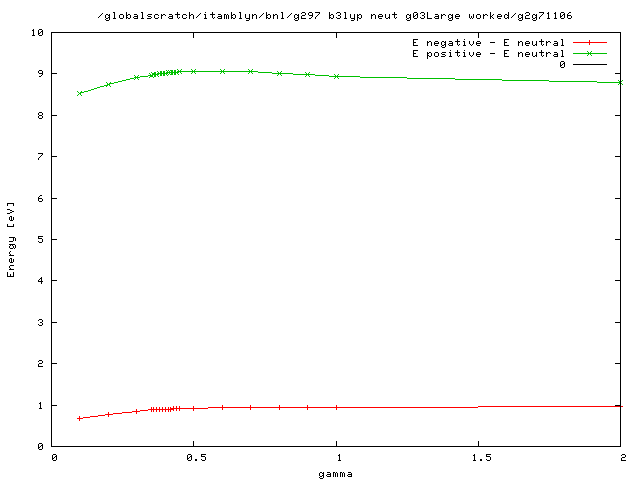 /globalscratch/itamblyn/bnl/g297 b3lyp neut g03Large worked/g2g71106
E negative - E neutral
E positive - E neutral
0
10
9
8
7
6
5
4
3
2
1
0
Energy [eV]
0 0.5 1 1.5 2
gamma